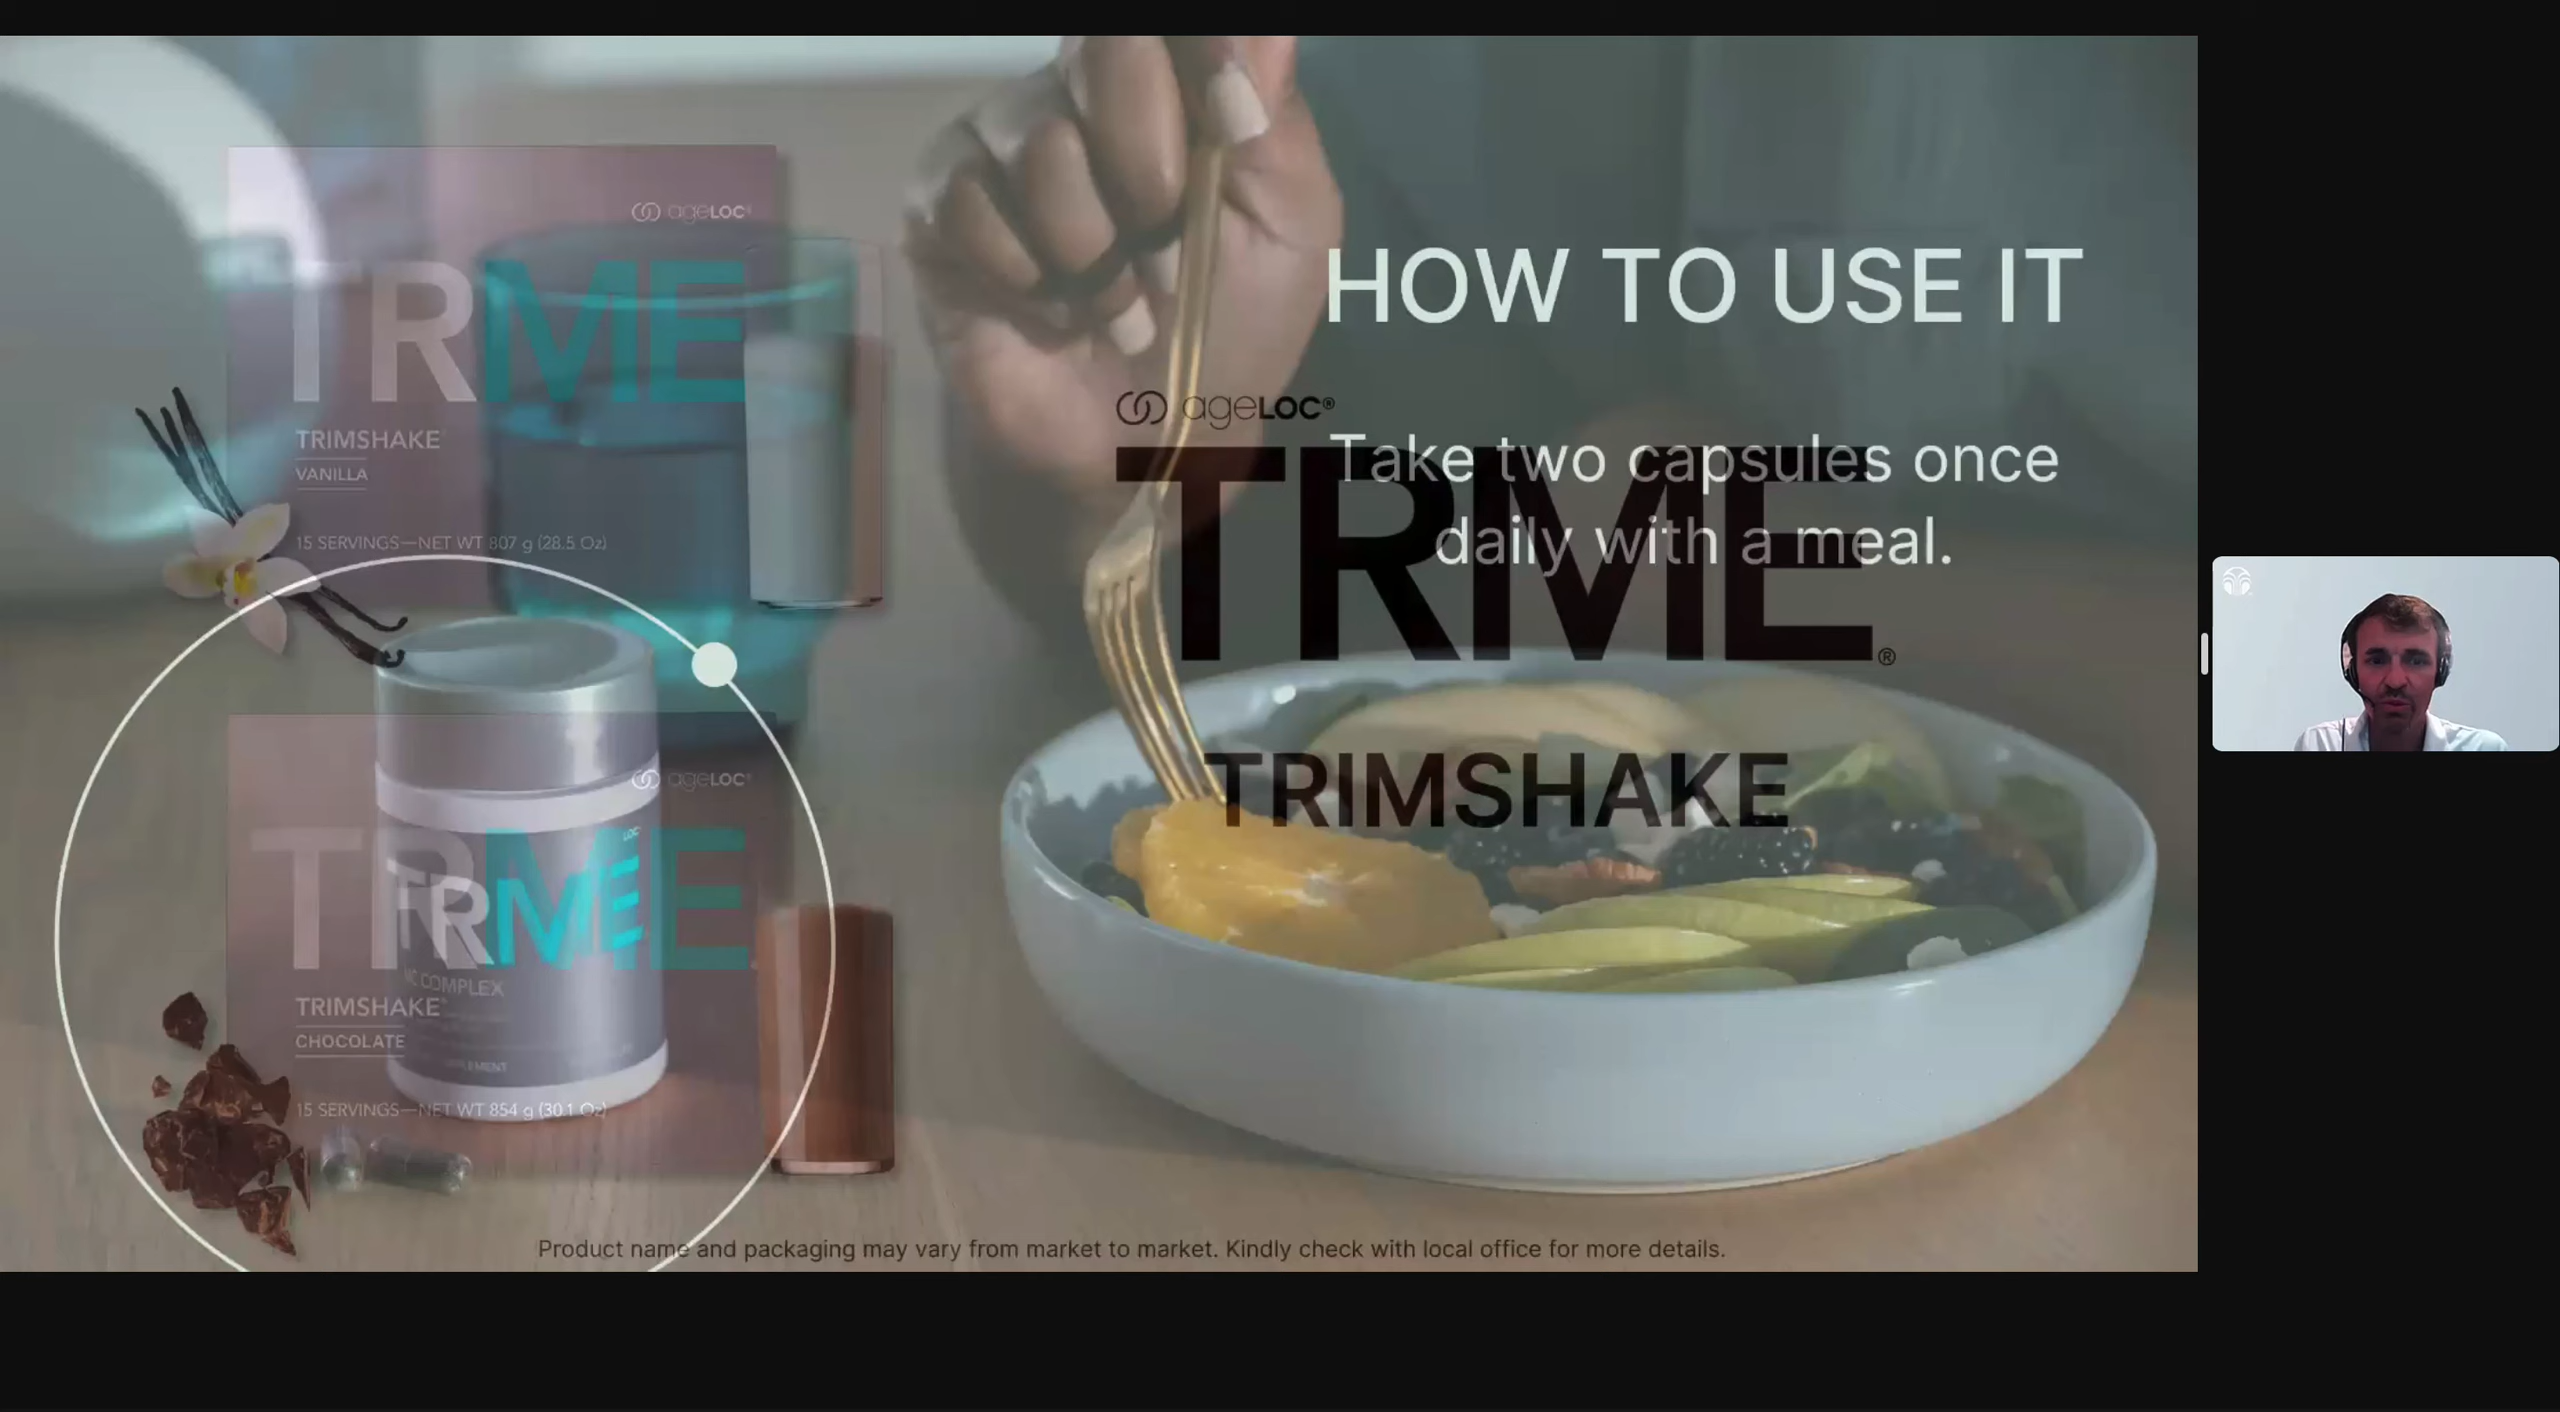 ageLOC®
TRME
TRIMSHAKE
VANILLA
15 SERVINGS—NET WT 807 g (28.5 Oz)
HOW TO USE IT
Take two capsules once
daily with a meal.
ageLOC®
TRME®
TRIMSHAKE
ageLOC®
TRME
TRIMSHAKE®
CHOCOLATE
15 SERVINGS—NET WT 854 g (30.1 Oz)
LOC
TRME
COMPLEX
Product name and packaging may vary from market to market. Kindly check with local office for more details.